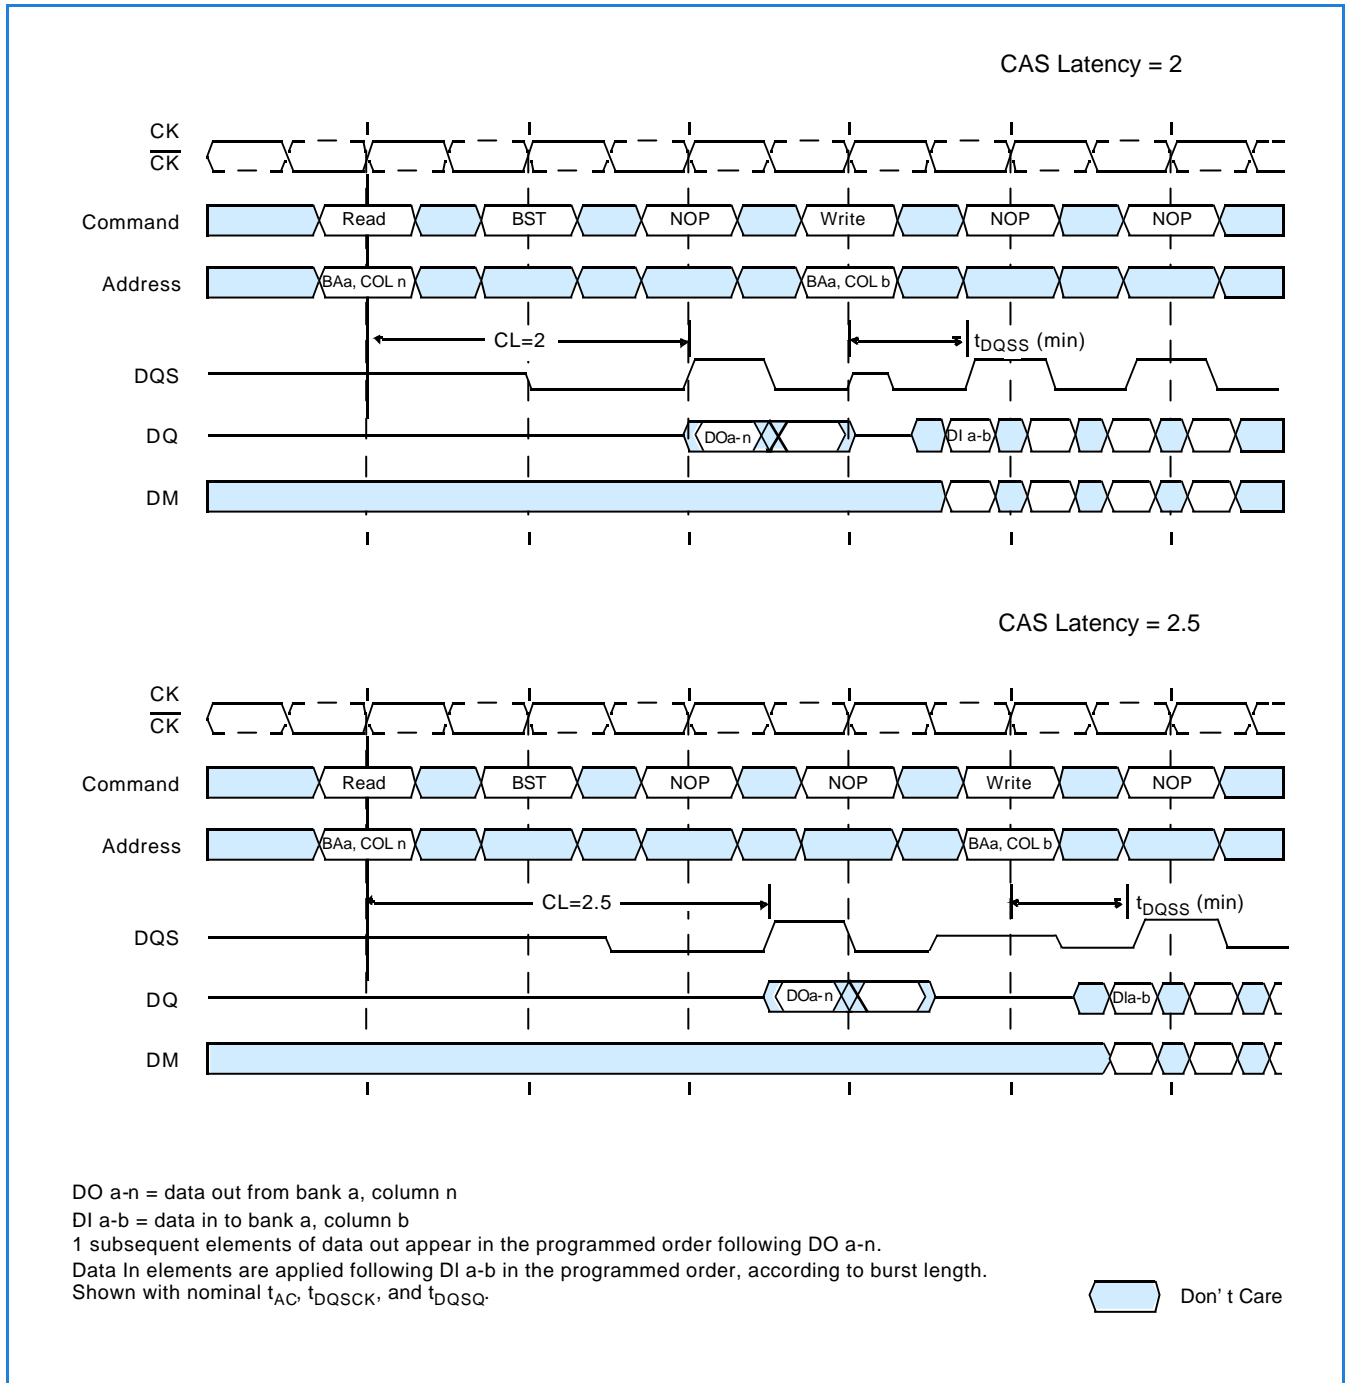 CAS Latency = 2
CK
CK
Command Read BST NOP Write NOP NOP
Address BAa, COL n BAa, COL b
CL=2 tDQSS (min)
DQS
DQ DOa-n DI a-b
DM
CAS Latency = 2.5
CK
CK
Command Read BST NOP NOP Write NOP
Address BAa, COL n BAa, COL b
CL=2.5 tDQSS (min)
DQS
DQ DOa-n DIa-b
DM
DO a-n = data out from bank a, column n
DI a-b = data in to bank a, column b
1 subsequent elements of data out appear in the programmed order following DO a-n.
Data In elements are applied following DI a-b in the programmed order, according to burst length.
Shown with nominal tAC, tDQSCK, and tDQSQ.
Don' t Care